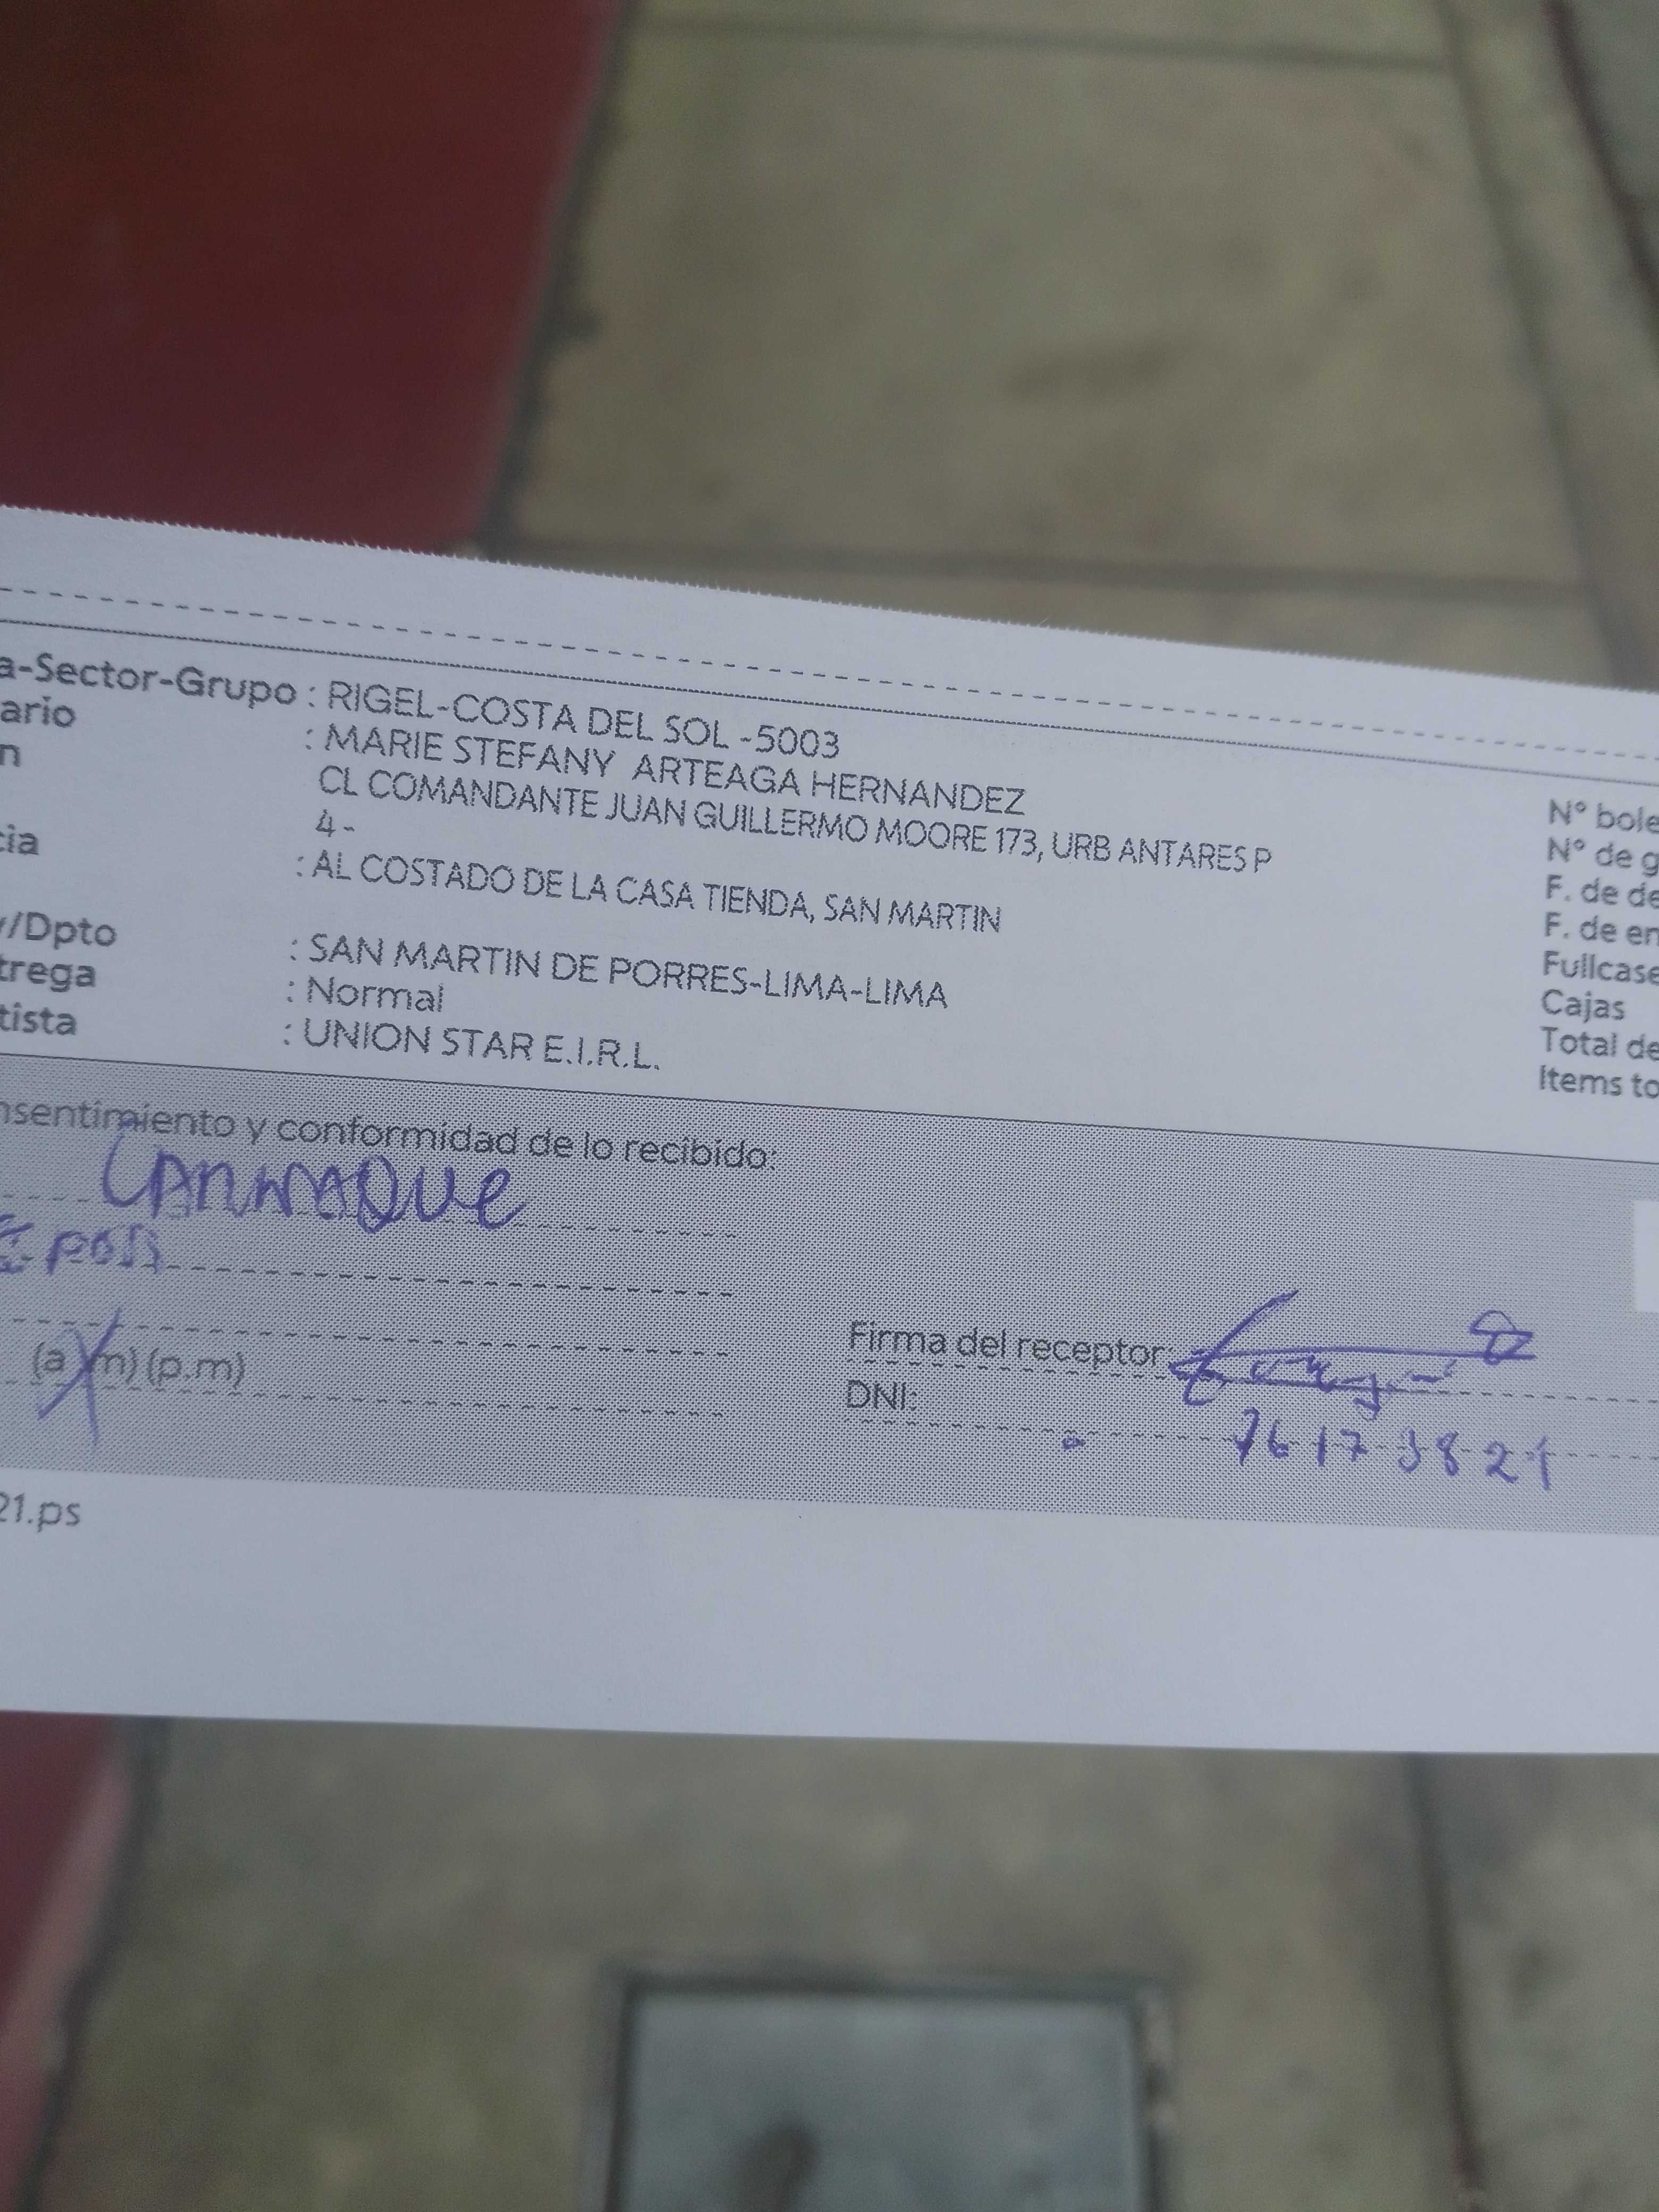 a-Sector-Grupo : RIGEL-COSTA DEL SOL -5003
ario : MARIE STEFANY ARTEAGA HERNANDEZ
n CL COMANDANTE JUAN GUILLERMO MOORE 173, URB ANTARES P
4 -
cia : AL COSTADO DE LA CASA TIENDA, SAN MARTIN
/Dpto : SAN MARTIN DE PORRES-LIMA-LIMA
trega : Normal
tista : UNION STAR E.I.R.L.
N° bole
N° de g
F. de de
F. de en
Fullcase
Cajas
Total de
Items to
nsentimiento y conformidad de lo recibido:
(a m) (p.m)
Firma del receptor:
DNI: 76173821
21.ps